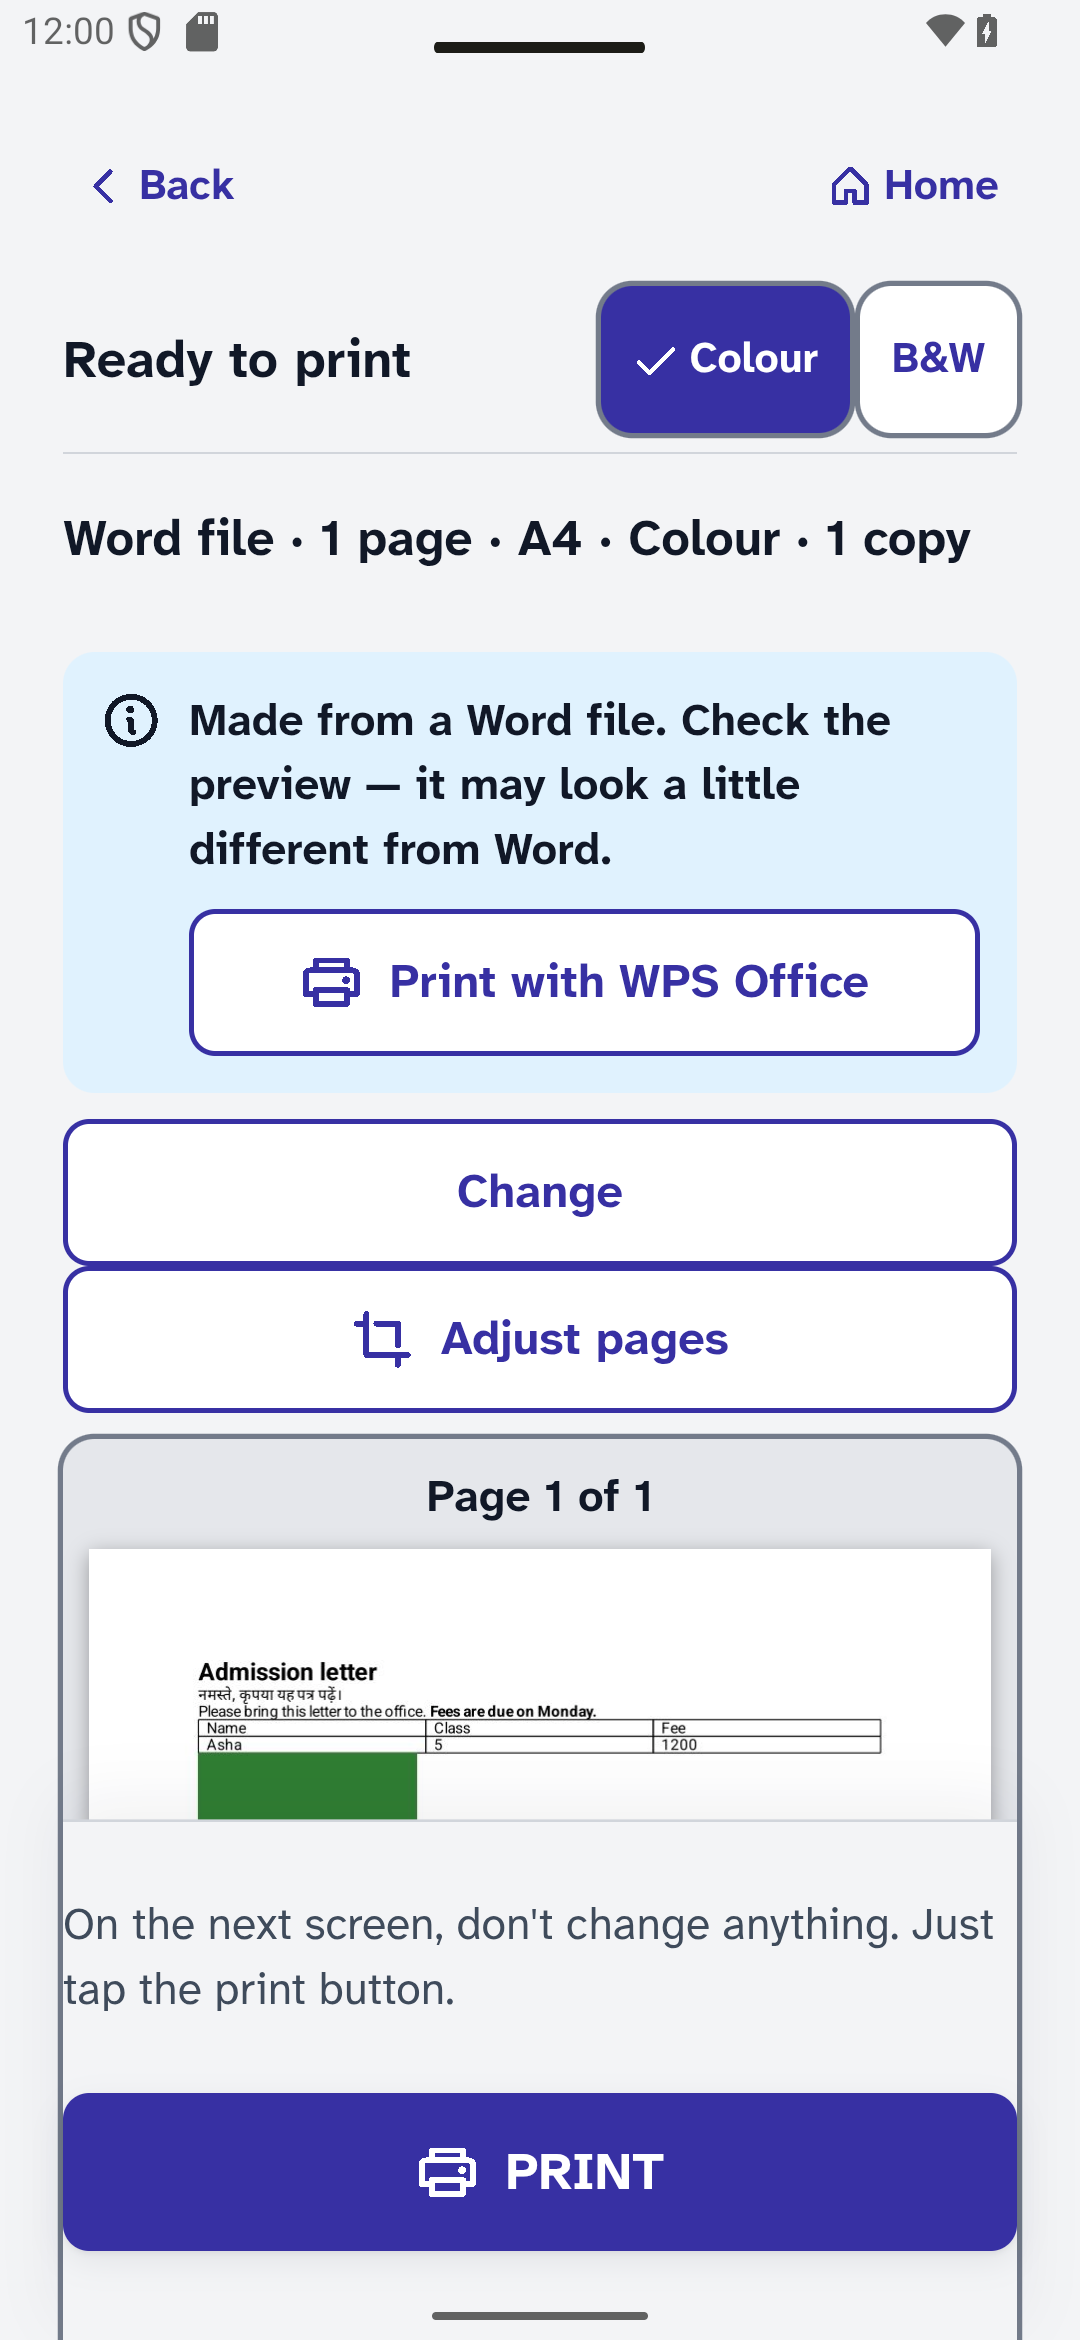 12:00
Back
Home
Ready to print
Colour
B&W
Word file · 1 page · A4 · Colour · 1 copy
Made from a Word file. Check the
preview — it may look a little
different from Word.
Print with WPS Office
Change
Adjust pages
Page 1 of 1
Admission letter
नमस्ते, कृपया यह पत्र पढ़ें।
Please bring this letter to the office. Fees are due on Monday.
Name Class Fee
Asha 5 1200
On the next screen, don't change anything. Just
tap the print button.
PRINT